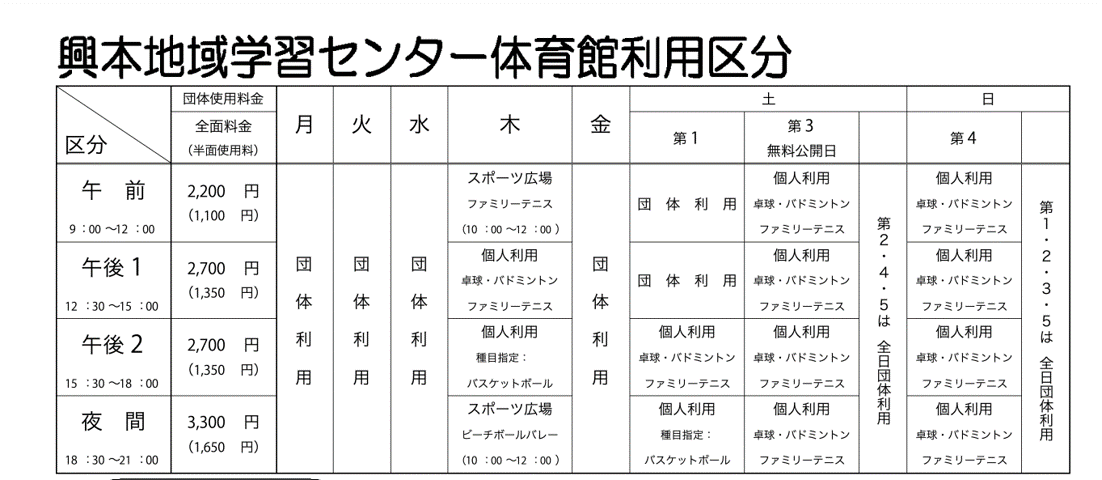 興本地域学習センター体育館利用区分
区分
団体使用料金
全面料金
(半面使用料)
月
火
水
木
金
土
第1
第3
無料公開日
日
第4
午 前
9 :00 ～12 :00
2,200 円
(1,100 円)
スポーツ広場
ファミリーテニス
(10 :00 ～12 :00 )
団 体 利 用
個人利用
卓球・バドミントン
ファミリーテニス
個人利用
卓球・バドミントン
ファミリーテニス
午後1
12 :30 ～15 :00
2,700 円
(1,350 円)
個人利用
卓球・バドミントン
ファミリーテニス
団 体 利 用
個人利用
卓球・バドミントン
ファミリーテニス
個人利用
卓球・バドミントン
ファミリーテニス
午後2
15 :30 ～18 :00
2,700 円
(1,350 円)
個人利用
種目指定：
バスケットボール
個人利用
卓球・バドミントン
ファミリーテニス
個人利用
卓球・バドミントン
ファミリーテニス
個人利用
卓球・バドミントン
ファミリーテニス
夜 間
18 :30 ～21 :00
3,300 円
(1,650 円)
スポーツ広場
ビーチボールバレー
(10 :00 ～12 :00 )
個人利用
種目指定：
バスケットボール
個人利用
卓球・バドミントン
ファミリーテニス
個人利用
卓球・バドミントン
ファミリーテニス
団体利用
団体利用
団体利用
団体利用
第2・4・5は 全日団体利用
第1・2・3・5は 全日団体利用